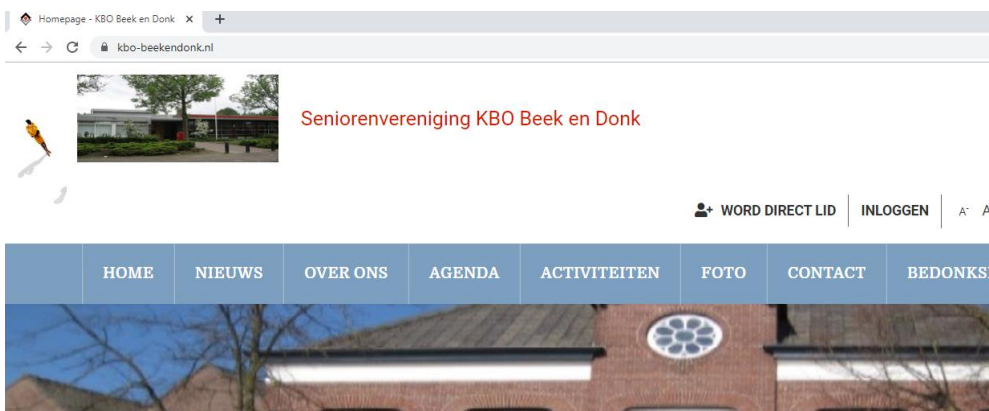 Homepage - KBO Beek en Donk
kbo-beekendonk.nl
Seniorenvereniging KBO Beek en Donk
WORD DIRECT LID INLOGGEN A- A
HOME NIEUWS OVER ONS AGENDA ACTIVITEITEN FOTO CONTACT